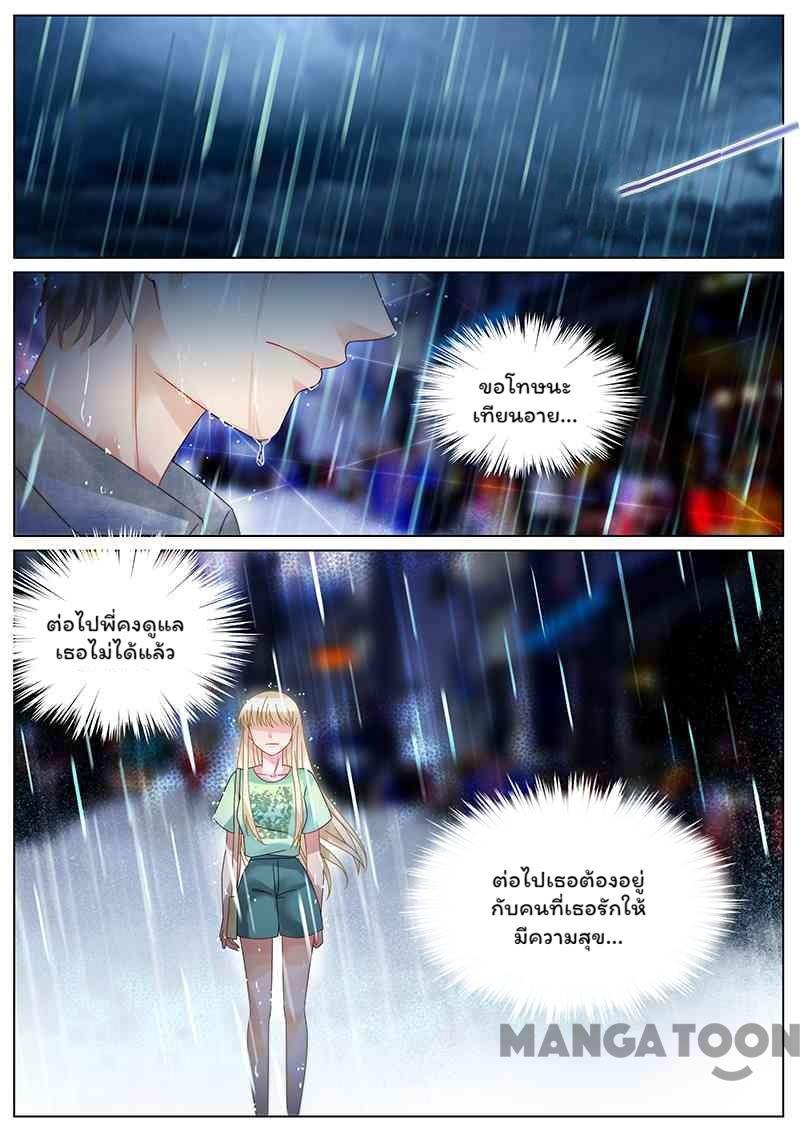 ขอโทษนะ
เทียนอาย...
ต่อไปพี่คงดูแล
เธอไม่ได้แล้ว
ต่อไปเธอต้องอยู่
กับคนที่เธอรักให้
มีความสุข...
MANGATOON